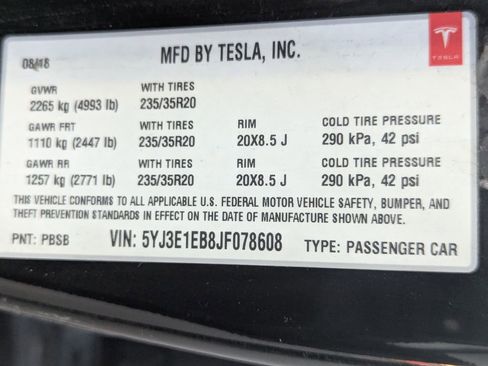 08/18
MFD BY TESLA, INC.
TESLA
GVWR WITH TIRES
2265 kg (4993 lb) 235/35R20
GAWR FRT WITH TIRES RIM COLD TIRE PRESSURE
1110 kg (2447 lb) 235/35R20 20X8.5 J 290 kPa, 42 psi
GAWR RR WITH TIRES RIM COLD TIRE PRESSURE
1257 kg (2771 lb) 235/35R20 20X8.5 J 290 kPa, 42 psi
THIS VEHICLE CONFORMS TO ALL APPLICABLE U.S. FEDERAL MOTOR VEHICLE SAFETY, BUMPER, AND
THEFT PREVENTION STANDARDS IN EFFECT ON THE DATE OF MANUFACTURE SHOWN ABOVE.
PNT: PBSB VIN: 5YJ3E1EB8JF078608 TYPE: PASSENGER CAR